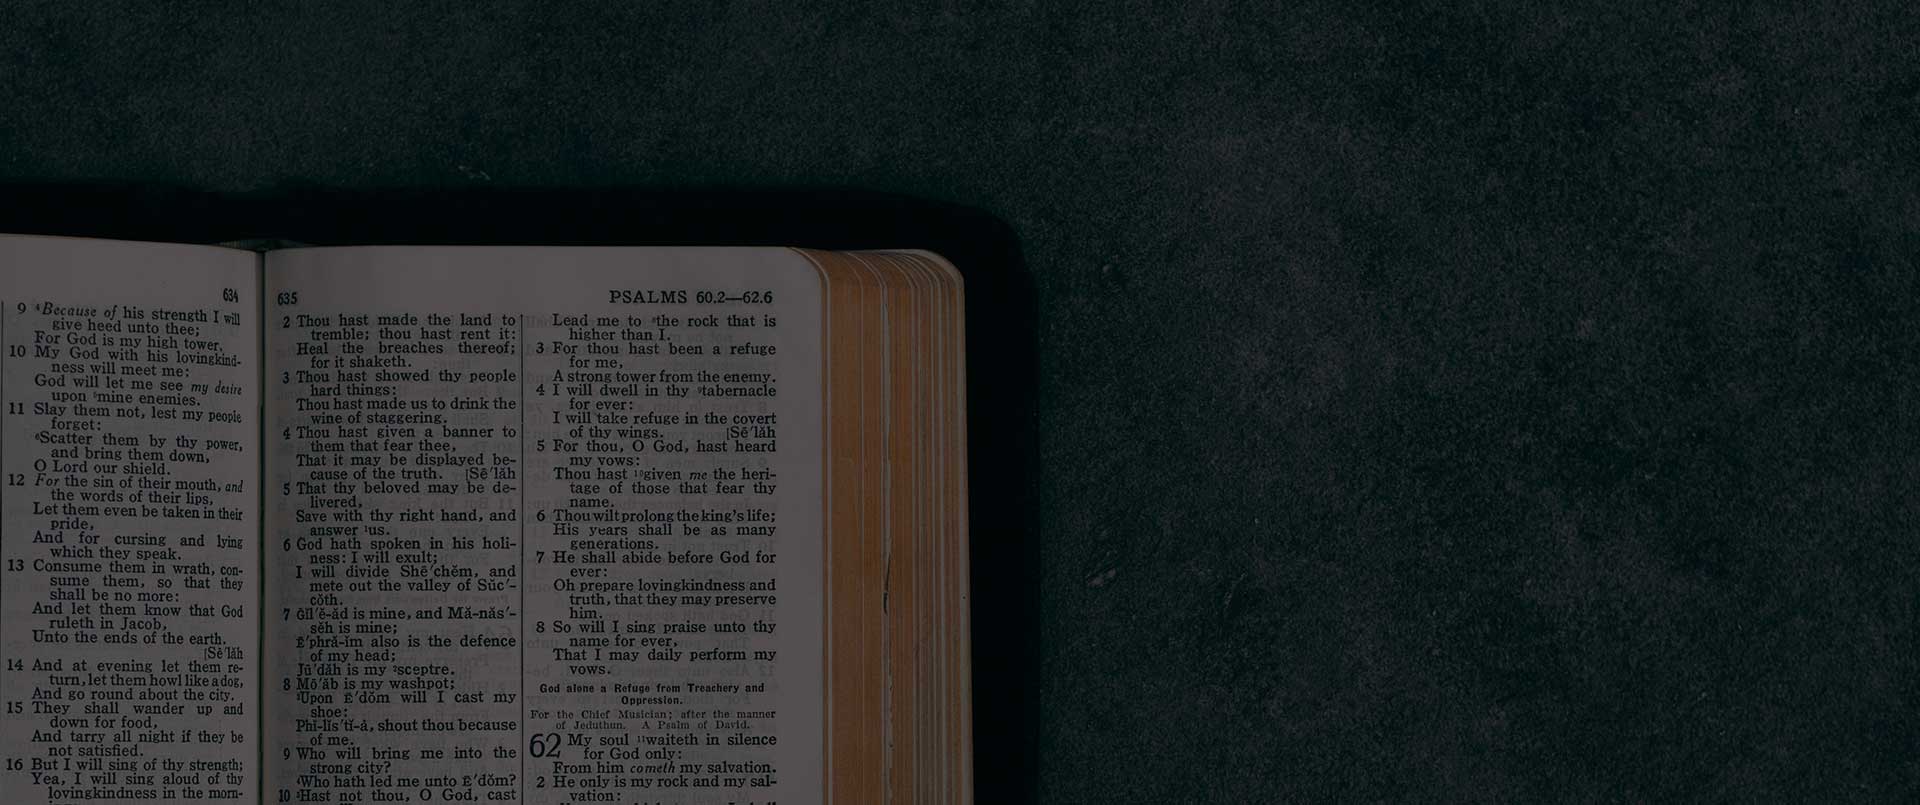 634
9 ⁴Because of his strength I will
give heed unto thee;
For God is my high tower.
10 My God with his lovingkind-
ness will meet me:
God will let me see my desire
upon ⁵mine enemies.
11 Slay them not, lest my people
forget:
⁶Scatter them by thy power,
and bring them down,
O Lord our shield.
12 For the sin of their mouth, and
the words of their lips,
Let them even be taken in their
pride,
And for cursing and lying
which they speak.
13 Consume them in wrath, con-
sume them, so that they
shall be no more:
And let them know that God
ruleth in Jacob,
Unto the ends of the earth.
[Sē′läh
14 And at evening let them re-
turn, let them howl like a dog,
And go round about the city.
15 They shall wander up and
down for food,
And tarry all night if they be
not satisfied.
16 But I will sing of thy strength;
Yea, I will sing aloud of thy
lovingkindness in the morn-
635
PSALMS 60.2—62.6
2 Thou hast made the land to
tremble; thou hast rent it:
Heal the breaches thereof;
for it shaketh.
3 Thou hast showed thy people
hard things:
Thou hast made us to drink the
wine of staggering.
4 Thou hast given a banner to
them that fear thee,
That it may be displayed be-
cause of the truth. [Sē′läh
5 That thy beloved may be de-
livered,
Save with thy right hand, and
answer ¹us.
6 God hath spoken in his holi-
ness: I will exult;
I will divide Shē′chĕm, and
mete out the valley of Sŭc′-
cŏth.
7 Gĭl′ē-ăd is mine, and Mă-năs′-
sĕh is mine;
Ē′phră-ĭm also is the defence
of my head;
Jū′dăh is my ²sceptre.
8 Mō′ăb is my washpot;
³Upon Ē′dŏm will I cast my
shoe:
Phĭ-lĭs′tĭ-ȧ, shout thou because
of me.
9 Who will bring me into the
strong city?
⁴Who hath led me unto Ē′dŏm?
10 ⁵Hast not thou, O God, cast
Lead me to ⁸the rock that is
higher than I.
3 For thou hast been a refuge
for me,
A strong tower from the enemy.
4 I will dwell in thy ⁹tabernacle
for ever:
I will take refuge in the covert
of thy wings. [Sē′läh
5 For thou, O God, hast heard
my vows:
Thou hast ¹⁰given me the heri-
tage of those that fear thy
name.
6 Thou wilt prolong the king's life;
His years shall be as many
generations.
7 He shall abide before God for
ever:
Oh prepare lovingkindness and
truth, that they may preserve
him.
8 So will I sing praise unto thy
name for ever,
That I may daily perform my
vows.
God alone a Refuge from Treachery and
Oppression.
For the Chief Musician; after the manner
of Jeduthun. A Psalm of David.
62 My soul ¹¹waiteth in silence
for God only:
From him cometh my salvation.
2 He only is my rock and my sal-
vation: